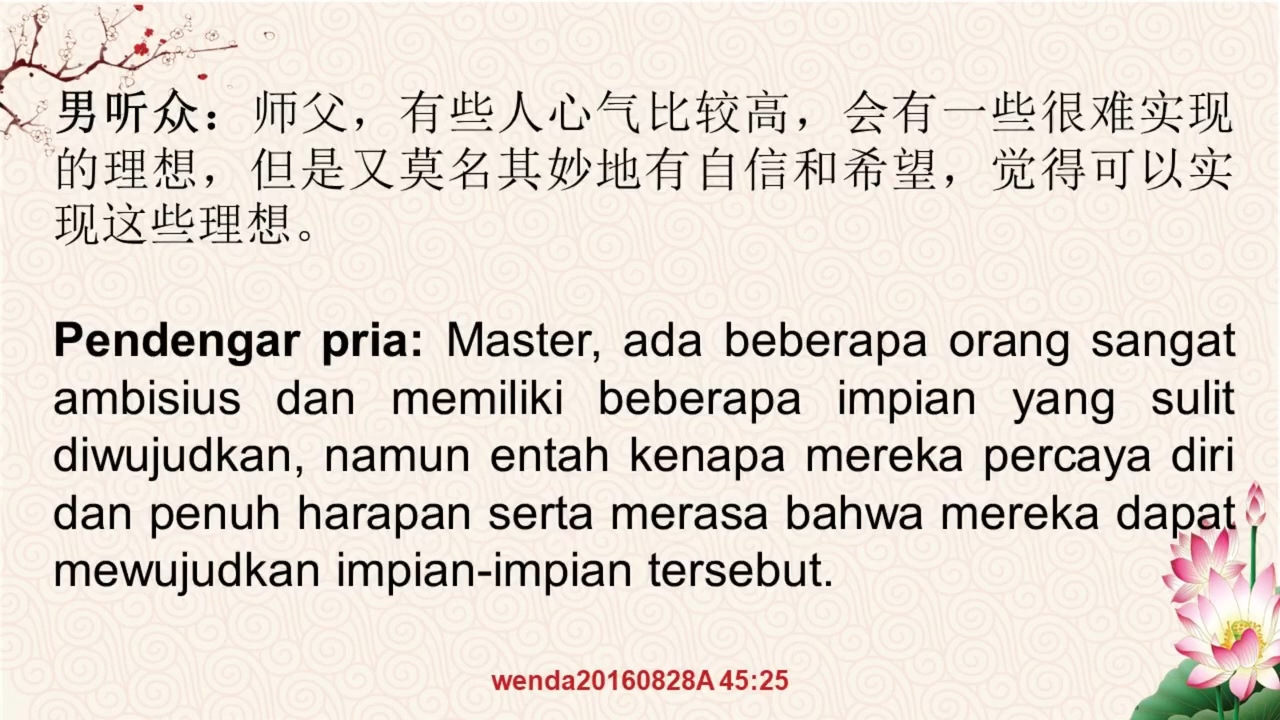 男听众：师父，有些人心气比较高，会有一些很难实现
的理想，但是又莫名其妙地有自信和希望，觉得可以实
现这些理想。
Pendengar pria: Master, ada beberapa orang sangat
ambisius dan memiliki beberapa impian yang sulit
diwujudkan, namun entah kenapa mereka percaya diri
dan penuh harapan serta merasa bahwa mereka dapat
mewujudkan impian-impian tersebut.
wenda20160828A 45:25